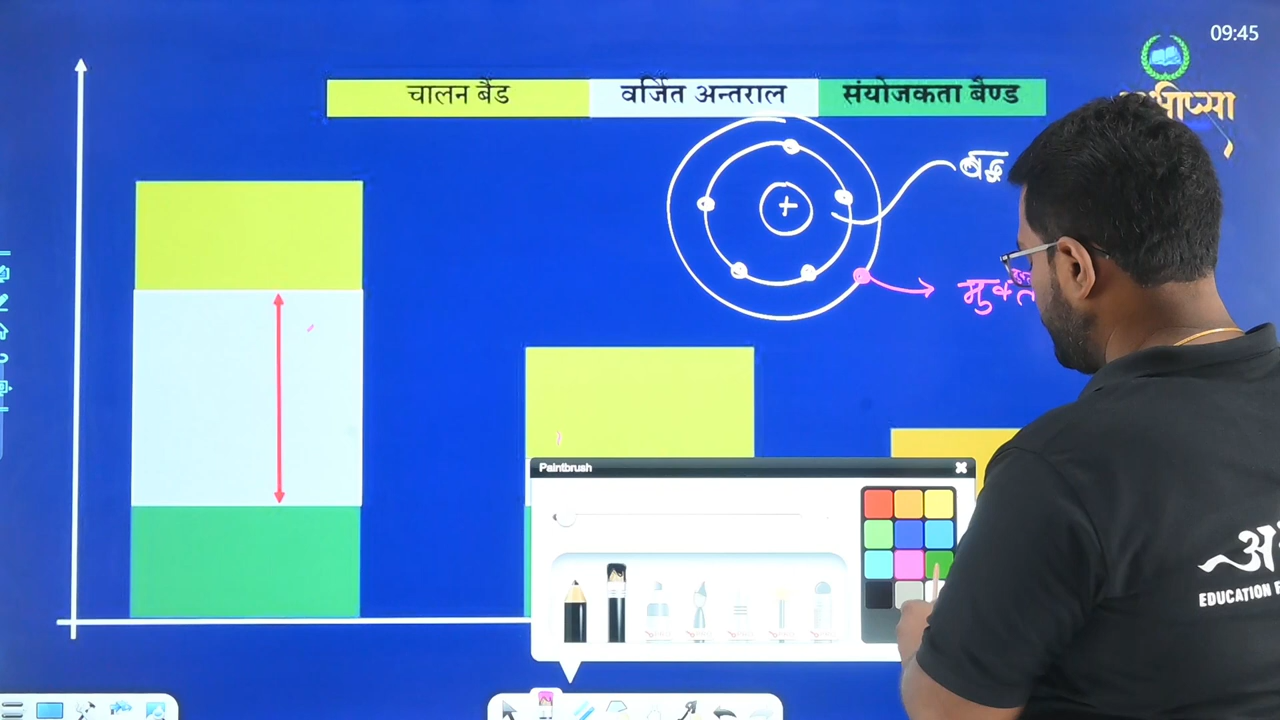 09:45
चालन बैंड वर्जित अन्तराल संयोजकता बैण्ड
+
बद्ध
मुक्त
Paintbrush
EDUCATION